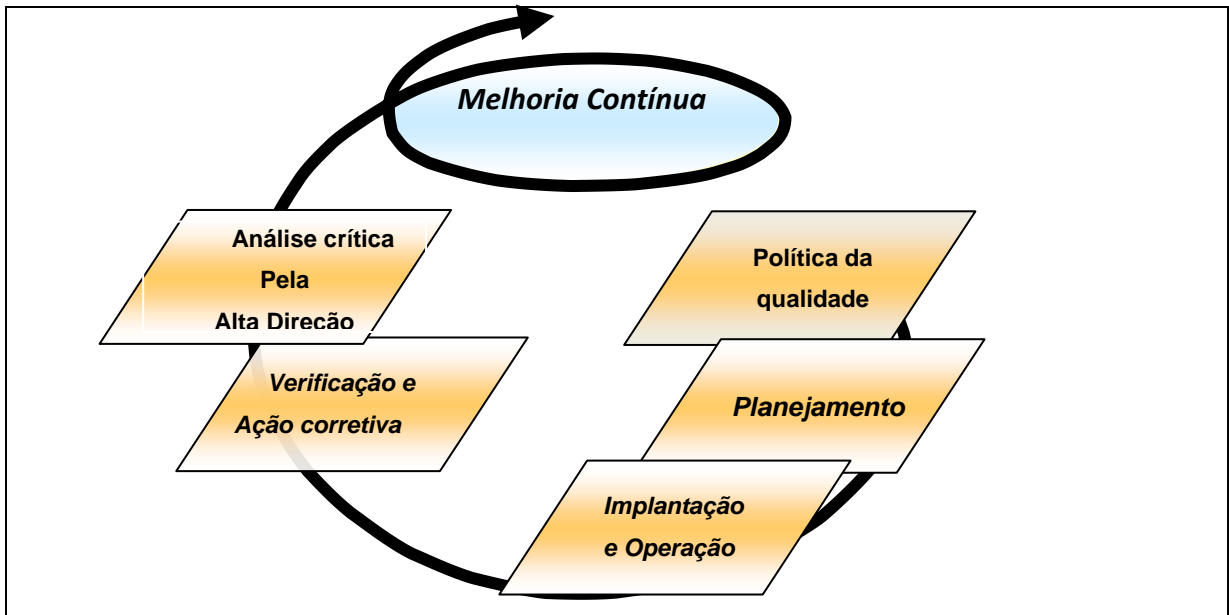 Melhoria Contínua
Análise crítica
Pela
Alta Direção
Política da
qualidade
Verificação e
Ação corretiva
Planejamento
Implantação
e Operação